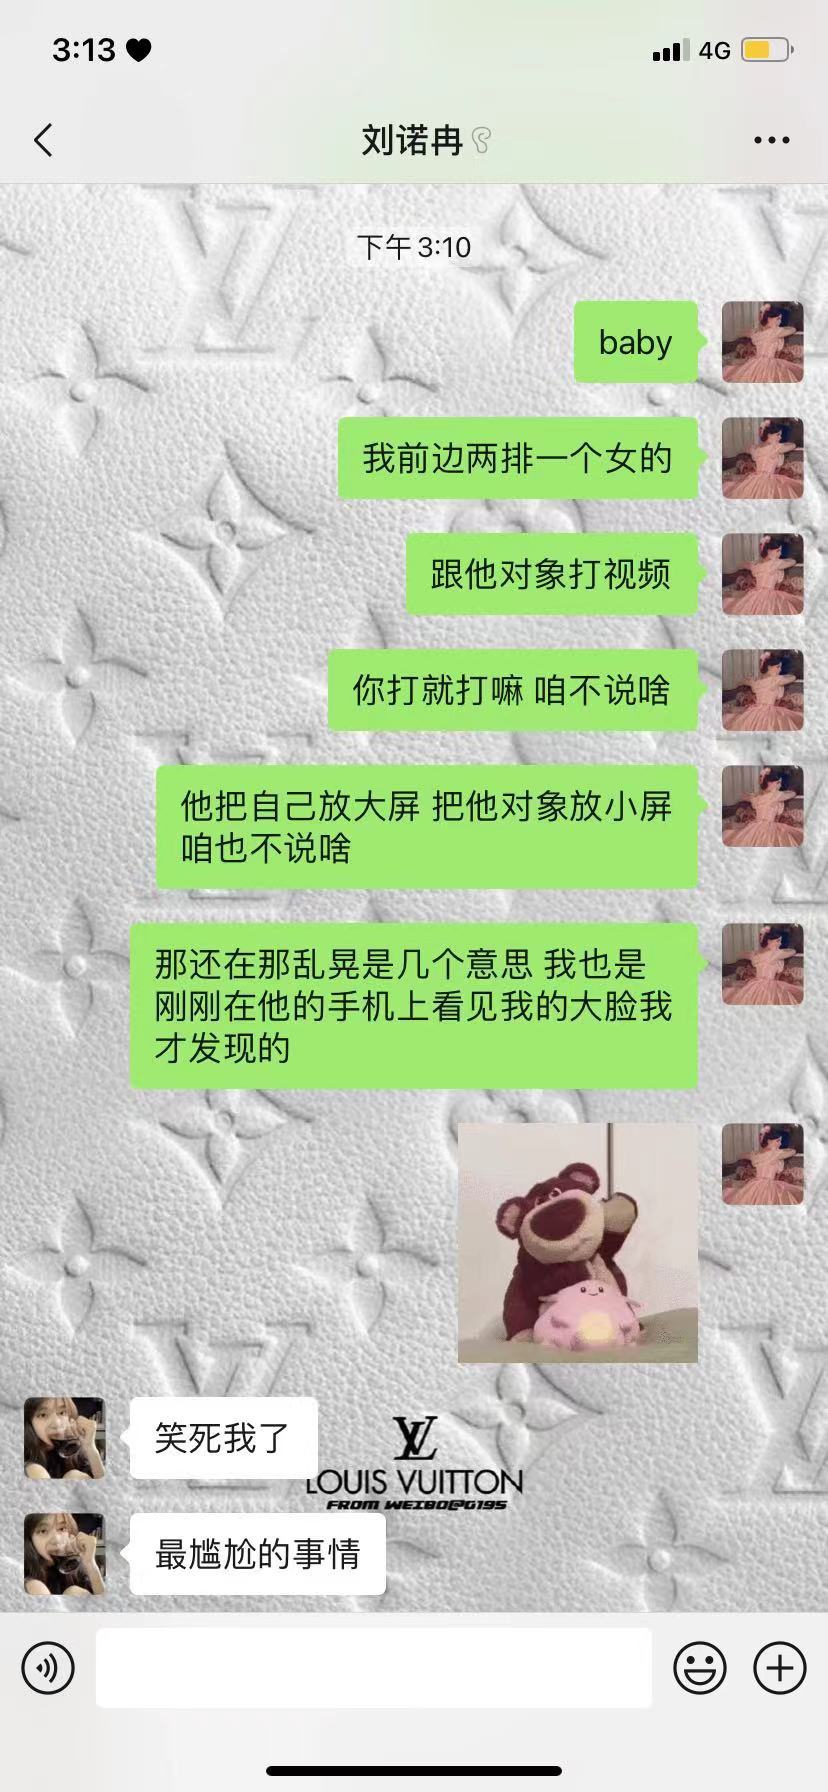 3:13
4G
刘诺冉
下午 3:10
baby
我前边两排一个女的
跟他对象打视频
你打就打嘛 咱不说啥
他把自己放大屏 把他对象放小屏
咱也不说啥
那还在那乱晃是几个意思 我也是
刚刚在他的手机上看见我的大脸我
才发现的
笑死我了
LOUIS VUITTON
FROM WEIBO@G195
最尴尬的事情